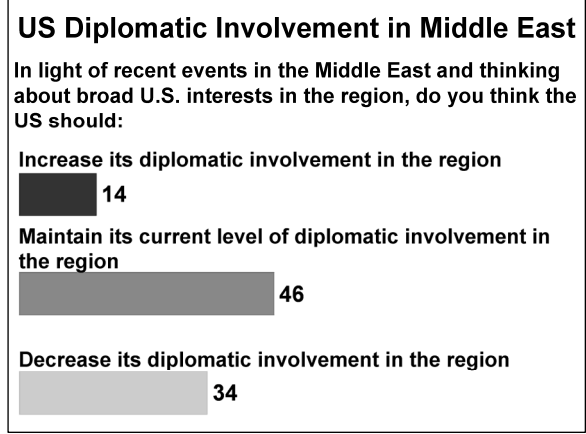 US Diplomatic Involvement in Middle East
In light of recent events in the Middle East and thinking
about broad U.S. interests in the region, do you think the
US should:
Increase its diplomatic involvement in the region
14
Maintain its current level of diplomatic involvement in
the region
46
Decrease its diplomatic involvement in the region
34